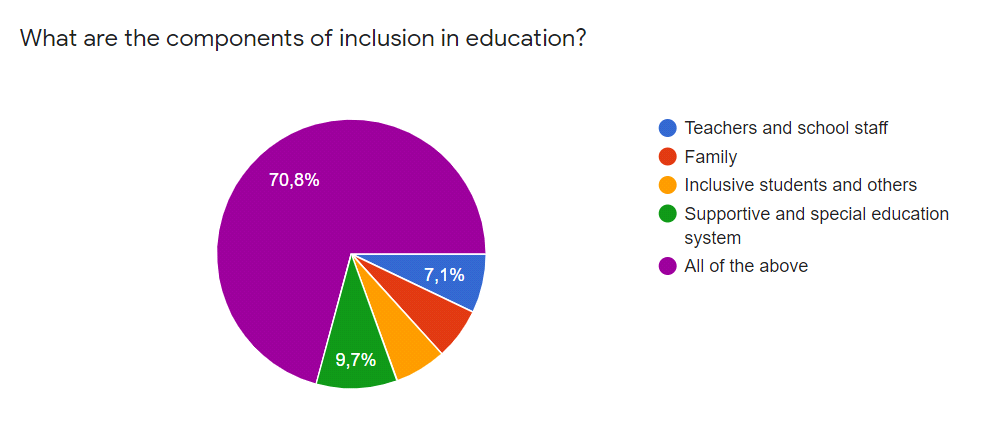 What are the components of inclusion in education?
70,8%
7,1%
9,7%
Teachers and school staff
Family
Inclusive students and others
Supportive and special education
system
All of the above